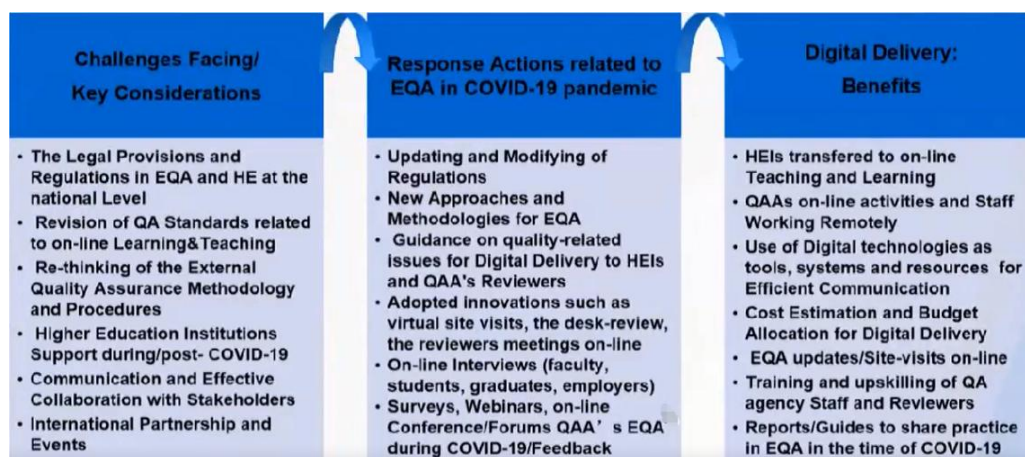 Challenges Facing/
Key Considerations
• The Legal Provisions and
Regulations in EQA and HE at the
national Level
• Revision of QA Standards related
to on-line Learning&Teaching
• Re-thinking of the External
Quality Assurance Methodology
and Procedures
• Higher Education Institutions
Support during/post- COVID-19
• Communication and Effective
Collaboration with Stakeholders
• International Partnership and
Events
Response Actions related to
EQA in COVID-19 pandemic
• Updating and Modifying of
Regulations
• New Approaches and
Methodologies for EQA
• Guidance on quality-related
issues for Digital Delivery to HEIs
and QAA's Reviewers
• Adopted innovations such as
virtual site visits, the desk-review,
the reviewers meetings on-line
• On-line Interviews (faculty,
students, graduates, employers)
• Surveys, Webinars, on-line
Conference/Forums QAA’s EQA
during COVID-19/Feedback
Digital Delivery:
Benefits
• HEIs transfered to on-line
Teaching and Learning
• QAAs on-line activities and Staff
Working Remotely
• Use of Digital technologies as
tools, systems and resources for
Efficient Communication
• Cost Estimation and Budget
Allocation for Digital Delivery
• EQA updates/Site-visits on-line
• Training and upskilling of QA
agency Staff and Reviewers
• Reports/Guides to share practice
in EQA in the time of COVID-19